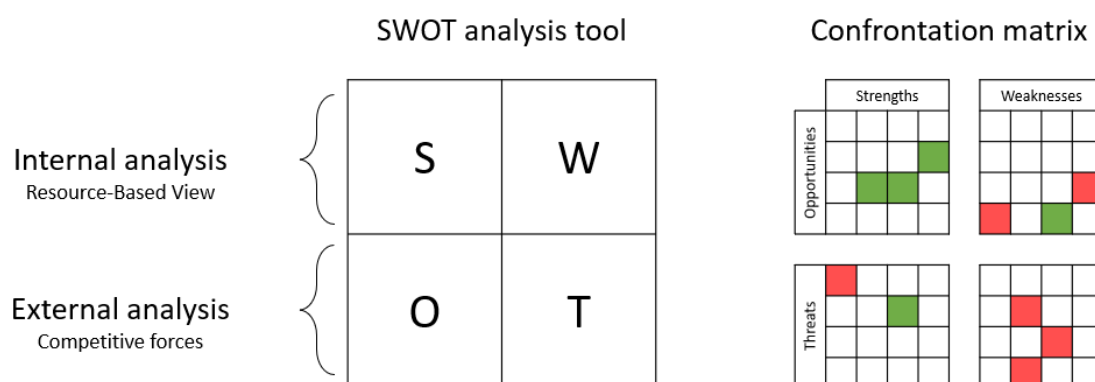 SWOT analysis tool
Confrontation matrix
Strengths
Weaknesses
Internal analysis
Resource-Based View
S
W
Opportunities
External analysis
Competitive forces
O
T
Threats